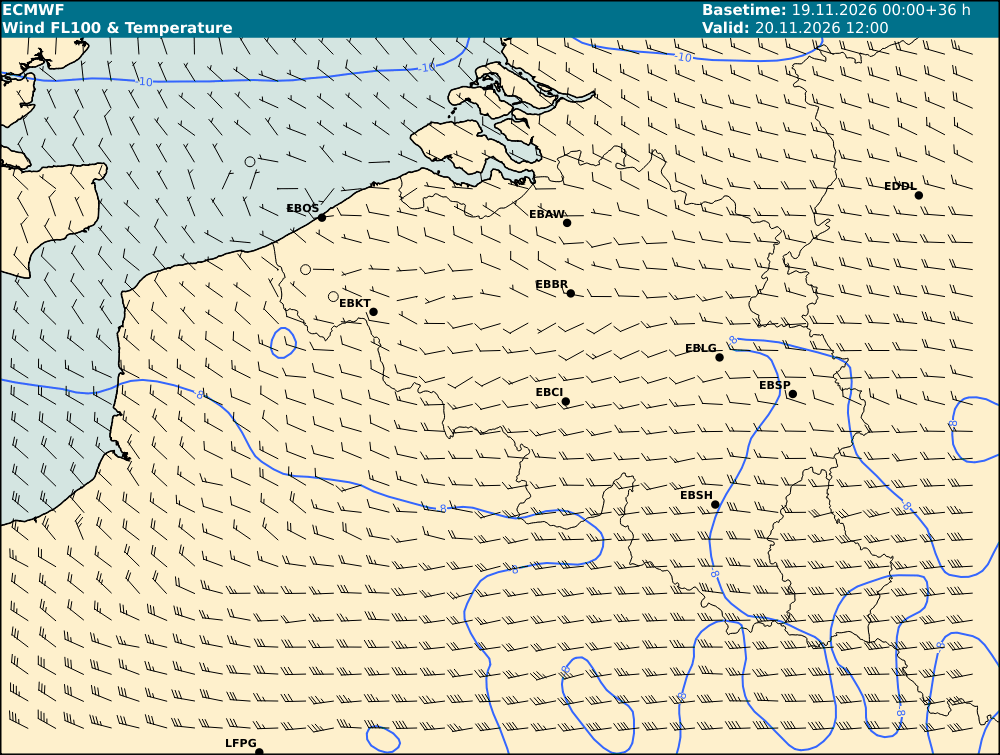 ECMWF
Wind FL100 & Temperature
Basetime: 19.11.2026 00:00+36 h
Valid: 20.11.2026 12:00
-10
-10
-10
EDDL
EBOS
EBAW
EBBR
EBKT
-8
EBLG
EBSP
EBCI
-8
-8
EBSH
-8
-8
-8
-8
-8
-8
-8
-8
LFPG